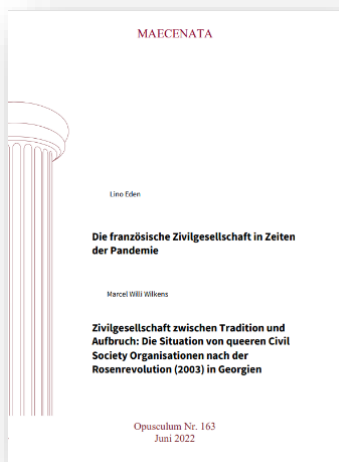 MAECENATA
Lino Eden
Die französische Zivilgesellschaft in Zeiten
der Pandemie
Marcel Willi Wilkens
Zivilgesellschaft zwischen Tradition und
Aufbruch: Die Situation von queeren Civil
Society Organisationen nach der
Rosenrevolution (2003) in Georgien
Opusculum Nr. 163
Juni 2022